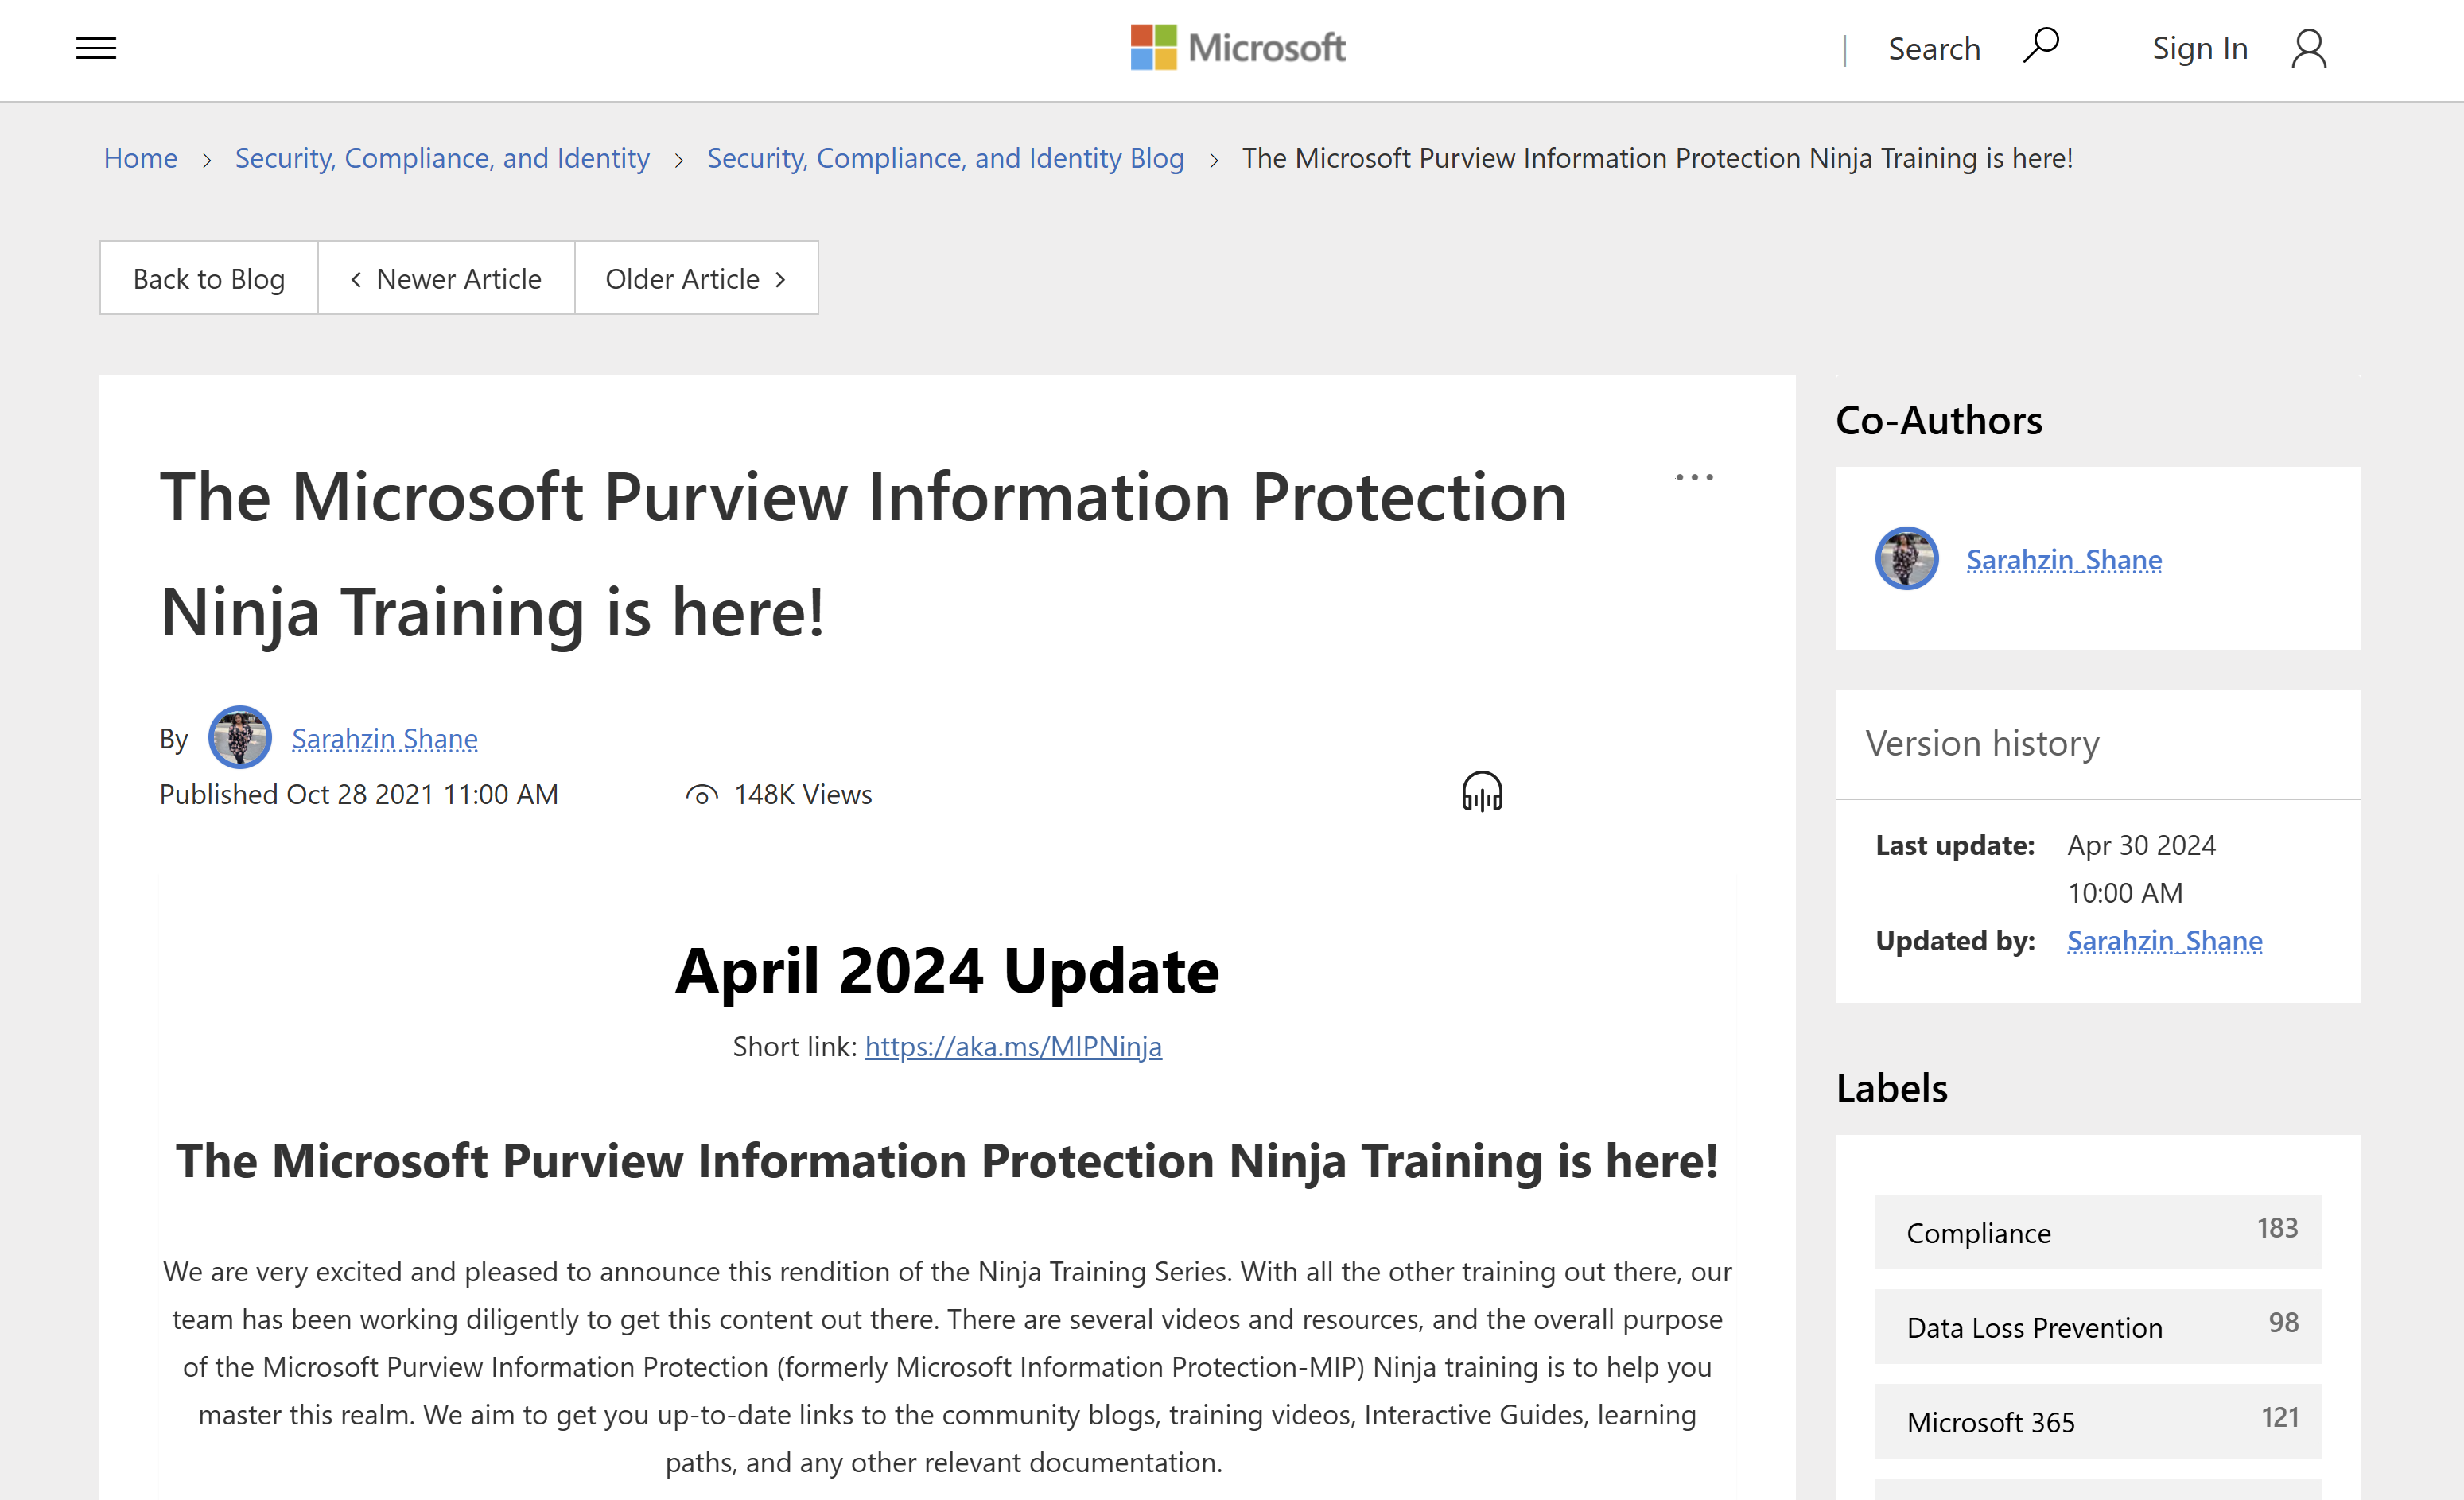 Microsoft
| Search
Sign In
Home > Security, Compliance, and Identity > Security, Compliance, and Identity Blog > The Microsoft Purview Information Protection Ninja Training is here!
Back to Blog
< Newer Article
Older Article >
The Microsoft Purview Information Protection
Ninja Training is here!
By Sarahzin Shane
Published Oct 28 2021 11:00 AM
148K Views
April 2024 Update
Short link: https://aka.ms/MIPNinja
The Microsoft Purview Information Protection Ninja Training is here!
We are very excited and pleased to announce this rendition of the Ninja Training Series. With all the other training out there, our
team has been working diligently to get this content out there. There are several videos and resources, and the overall purpose
of the Microsoft Purview Information Protection (formerly Microsoft Information Protection-MIP) Ninja training is to help you
master this realm. We aim to get you up-to-date links to the community blogs, training videos, Interactive Guides, learning
paths, and any other relevant documentation.
Co-Authors
Sarahzin_Shane
Version history
Last update: Apr 30 2024
10:00 AM
Updated by: Sarahzin_Shane
Labels
Compliance 183
Data Loss Prevention 98
Microsoft 365 121